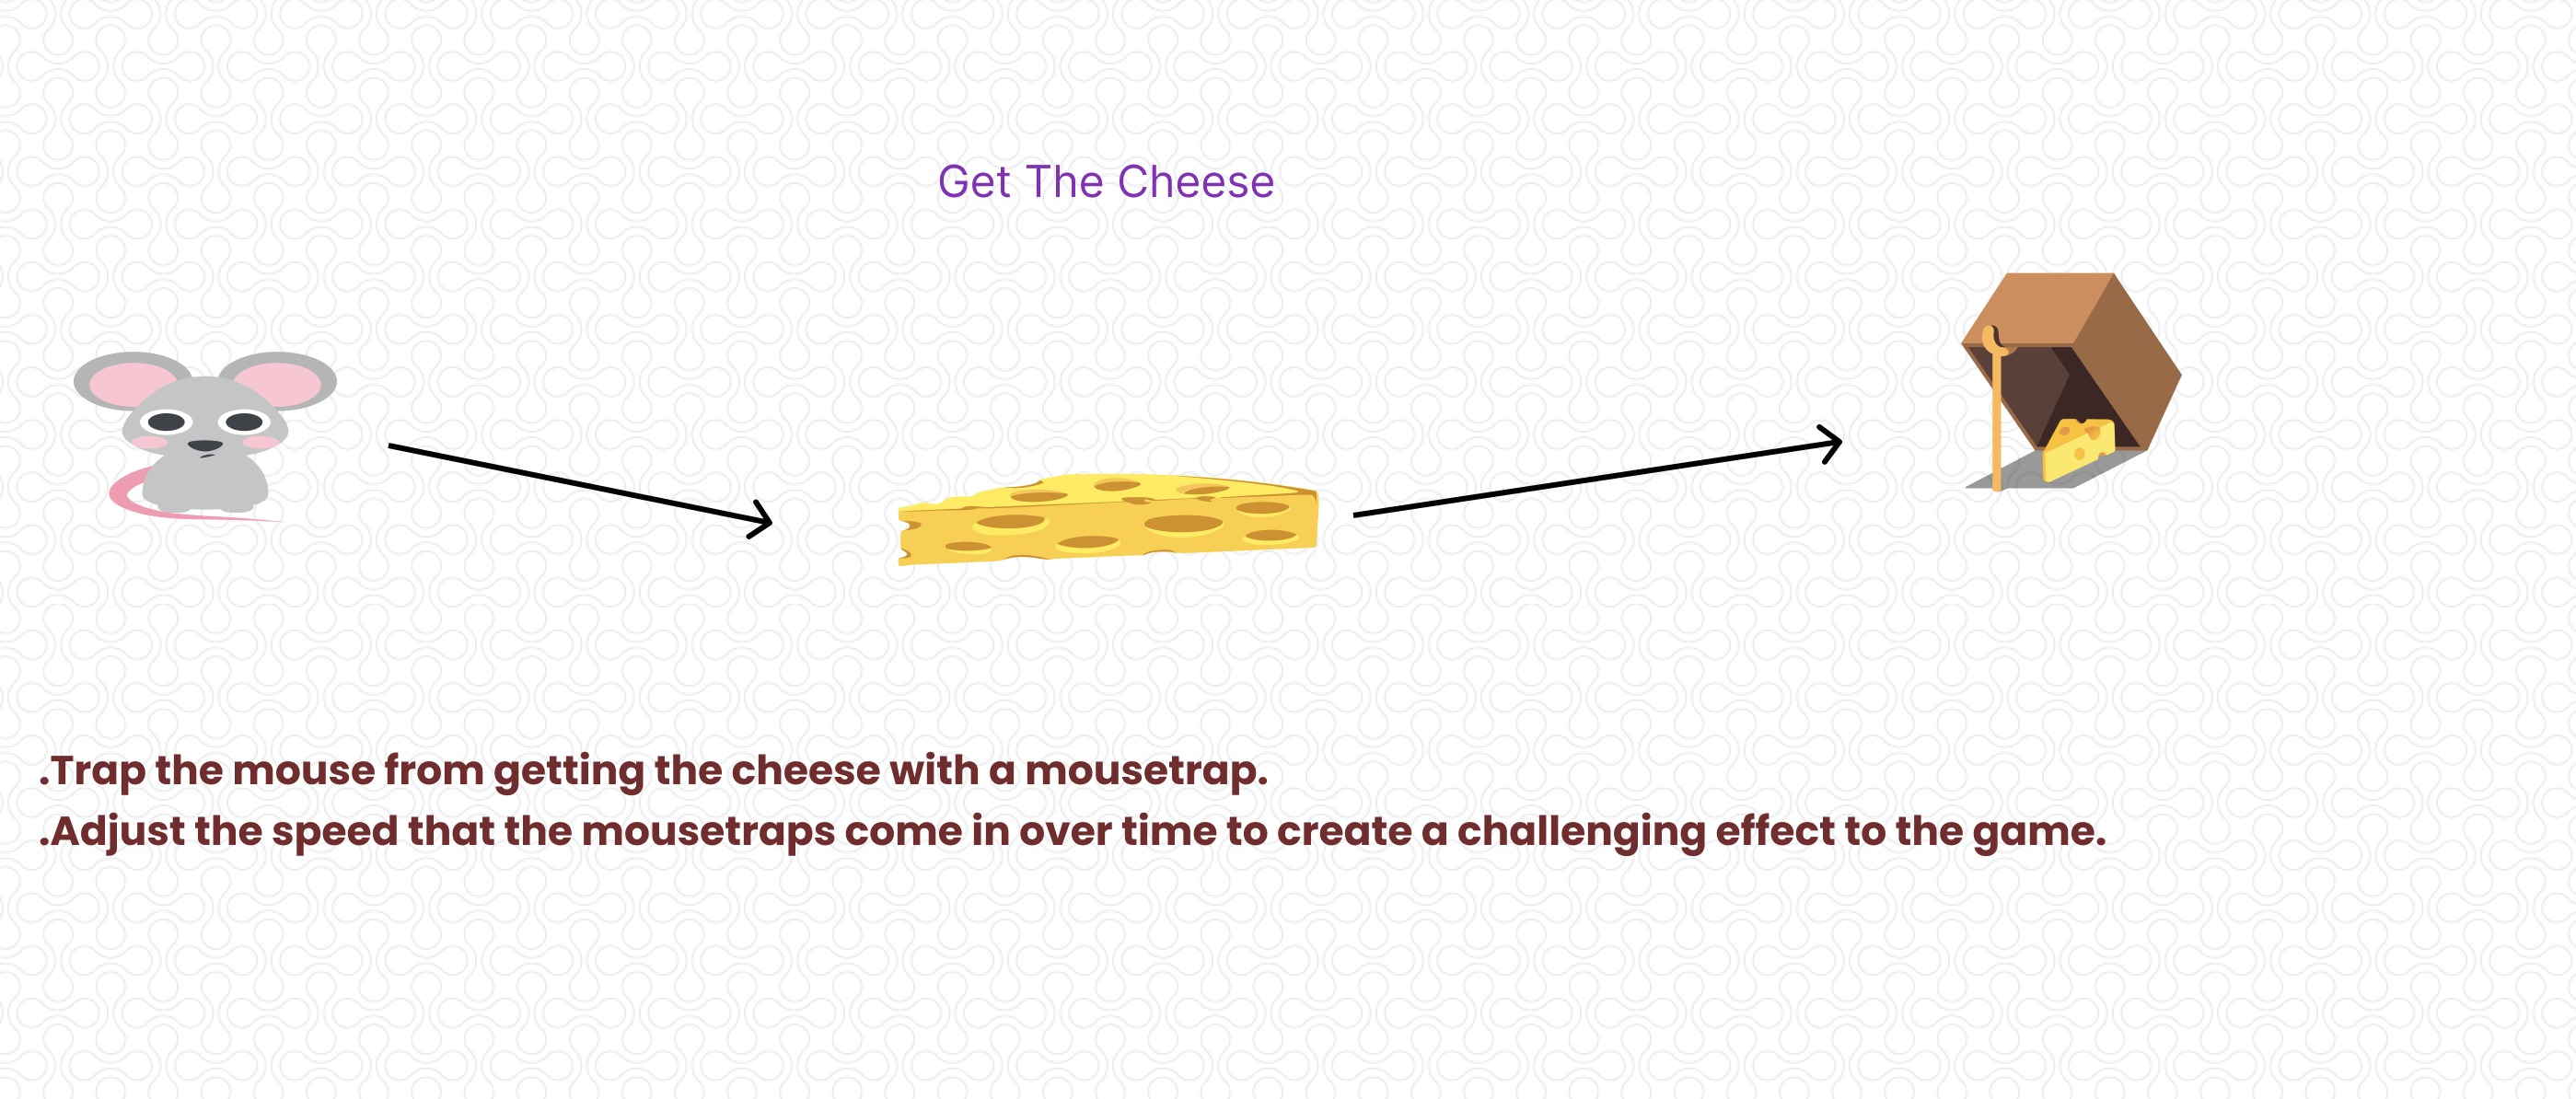 Get The Cheese
.Trap the mouse from getting the cheese with a mousetrap.
.Adjust the speed that the mousetraps come in over time to create a challenging effect to the game.